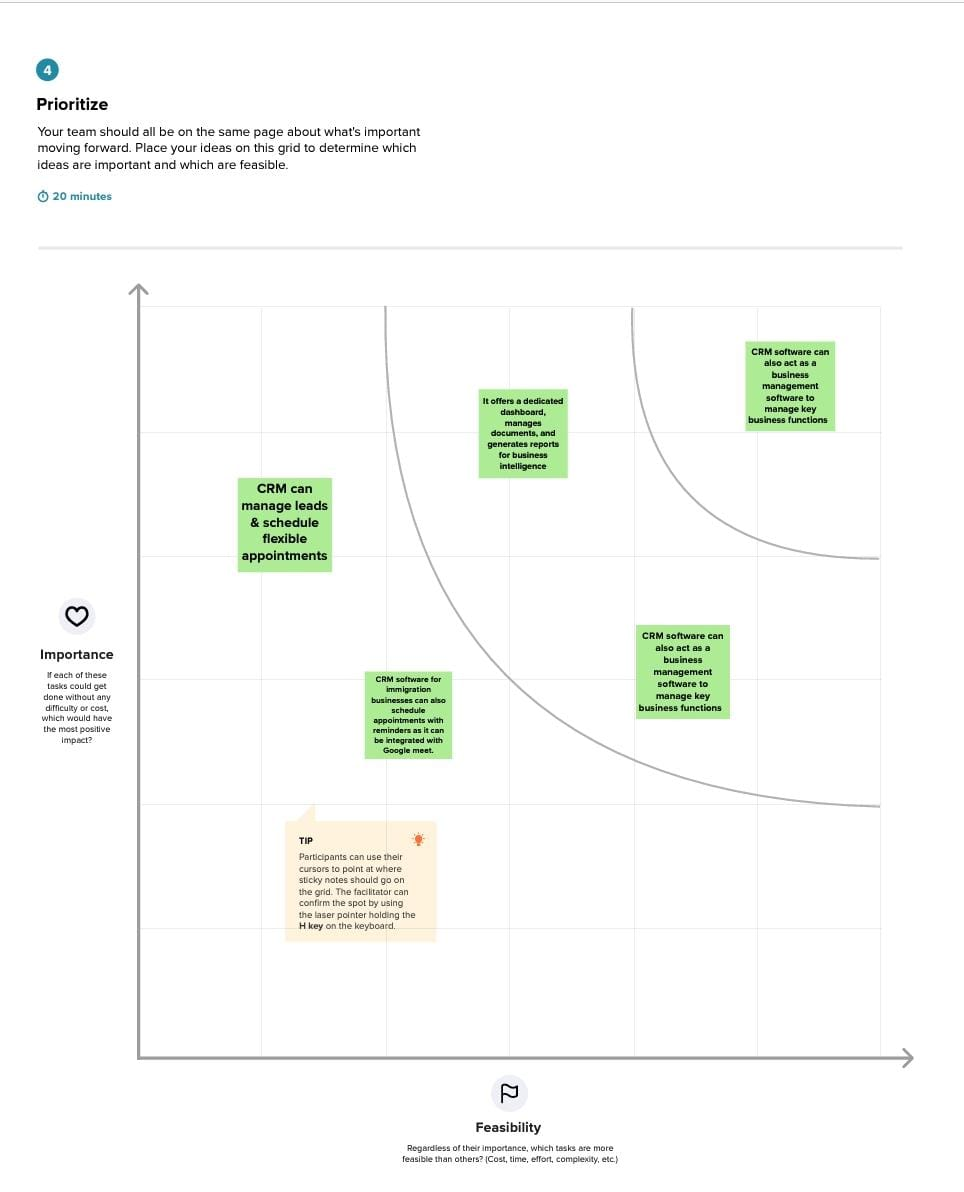 4
Prioritize
Your team should all be on the same page about what's important
moving forward. Place your ideas on this grid to determine which
ideas are important and which are feasible.
20 minutes
CRM software can
also act as a
business
management
software to
manage key
business functions
It offers a dedicated
dashboard,
manages
documents, and
generates reports
for business
intelligence
CRM can
manage leads
& schedule
flexible
appointments
Importance
If each of these
tasks could get
done without any
difficulty or cost,
which would have
the most positive
impact?
CRM software can
also act as a
business
management
software to
manage key
business functions
CRM software for
immigration
businesses can also
schedule
appointments with
reminders as it can
be integrated with
Google meet.
TIP
Participants can use their
cursors to point at where
sticky notes should go on
the grid. The facilitator can
confirm the spot by using
the laser pointer holding the
H key on the keyboard.
Feasibility
Regardless of their importance, which tasks are more
feasible than others? (Cost, time, effort, complexity, etc.)